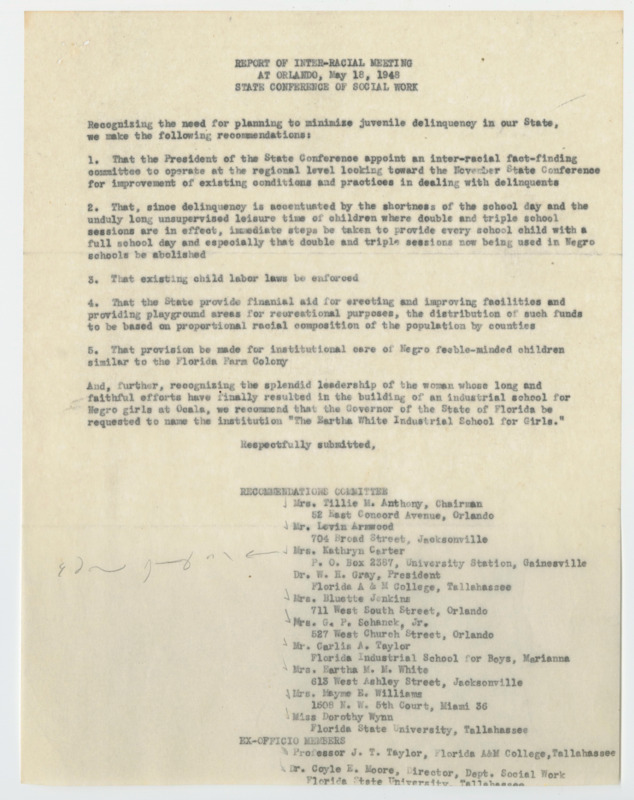 REPORT OF INTER-RACIAL MEETING
AT ORLANDO, May 18, 1948
STATE CONFERENCE OF SOCIAL WORK
Recognizing the need for planning to minimize juvenile delinquency in our State,
we make the following recommendations:
1. That the President of the State Conference appoint an inter-racial fact-finding
committee to operate at the regional level looking toward the November State Conference
for improvement of existing conditions and practices in dealing with delinquents
2. That, since delinquency is accentuated by the shortness of the school day and the
unduly long unsupervised leisure time of children where double and triple school
sessions are in effect, immediate steps be taken to provide every school child with a
full school day and especially that double and triple sessions now being used in Negro
schools be abolished
3. That existing child labor laws be enforced
4. That the State provide finanial aid for erecting and improving facilities and
providing playground areas for recreational purposes, the distribution of such funds
to be based on proportional racial composition of the population by counties
5. That provision be made for institutional care of Negro feeble-minded children
similar to the Florida Farm Colony
And, further, recognizing the splendid leadership of the woman whose long and
faithful efforts have finally resulted in the building of an industrial school for
Negro girls at Ocala, we recommend that the Governor of the State of Florida be
requested to name the institution "The Eartha White Industrial School for Girls."
Respectfully submitted,
RECOMMENDATIONS COMMITTEE
Mrs. Tillie M. Anthony, Chairman
52 East Concord Avenue, Orlando
Mr. Levin Armwood
704 Broad Street, Jacksonville
Mrs. Kathryn Carter
P. O. Box 2387, University Station, Gainesville
Dr. W. H. Gray, President
Florida A & M College, Tallahassee
Mrs. Bluette Jenkins
711 West South Street, Orlando
Mrs. G. P. Schanck, Jr.
527 West Church Street, Orlando
Mr. Carlis A. Taylor
Florida Industrial School for Boys, Marianna
Mrs. Eartha M. M. White
613 West Ashley Street, Jacksonville
Mrs. Mayme E. Williams
1608 N. W. 5th Court, Miami 36
Miss Dorothy Wynn
Florida State University, Tallahassee
EX-OFFICIO MEMBERS
Professor J. T. Taylor, Florida A&M College,Tallahassee
Dr. Coyle E. Moore, Director, Dept. Social Work
Florida State University, Tallahassee